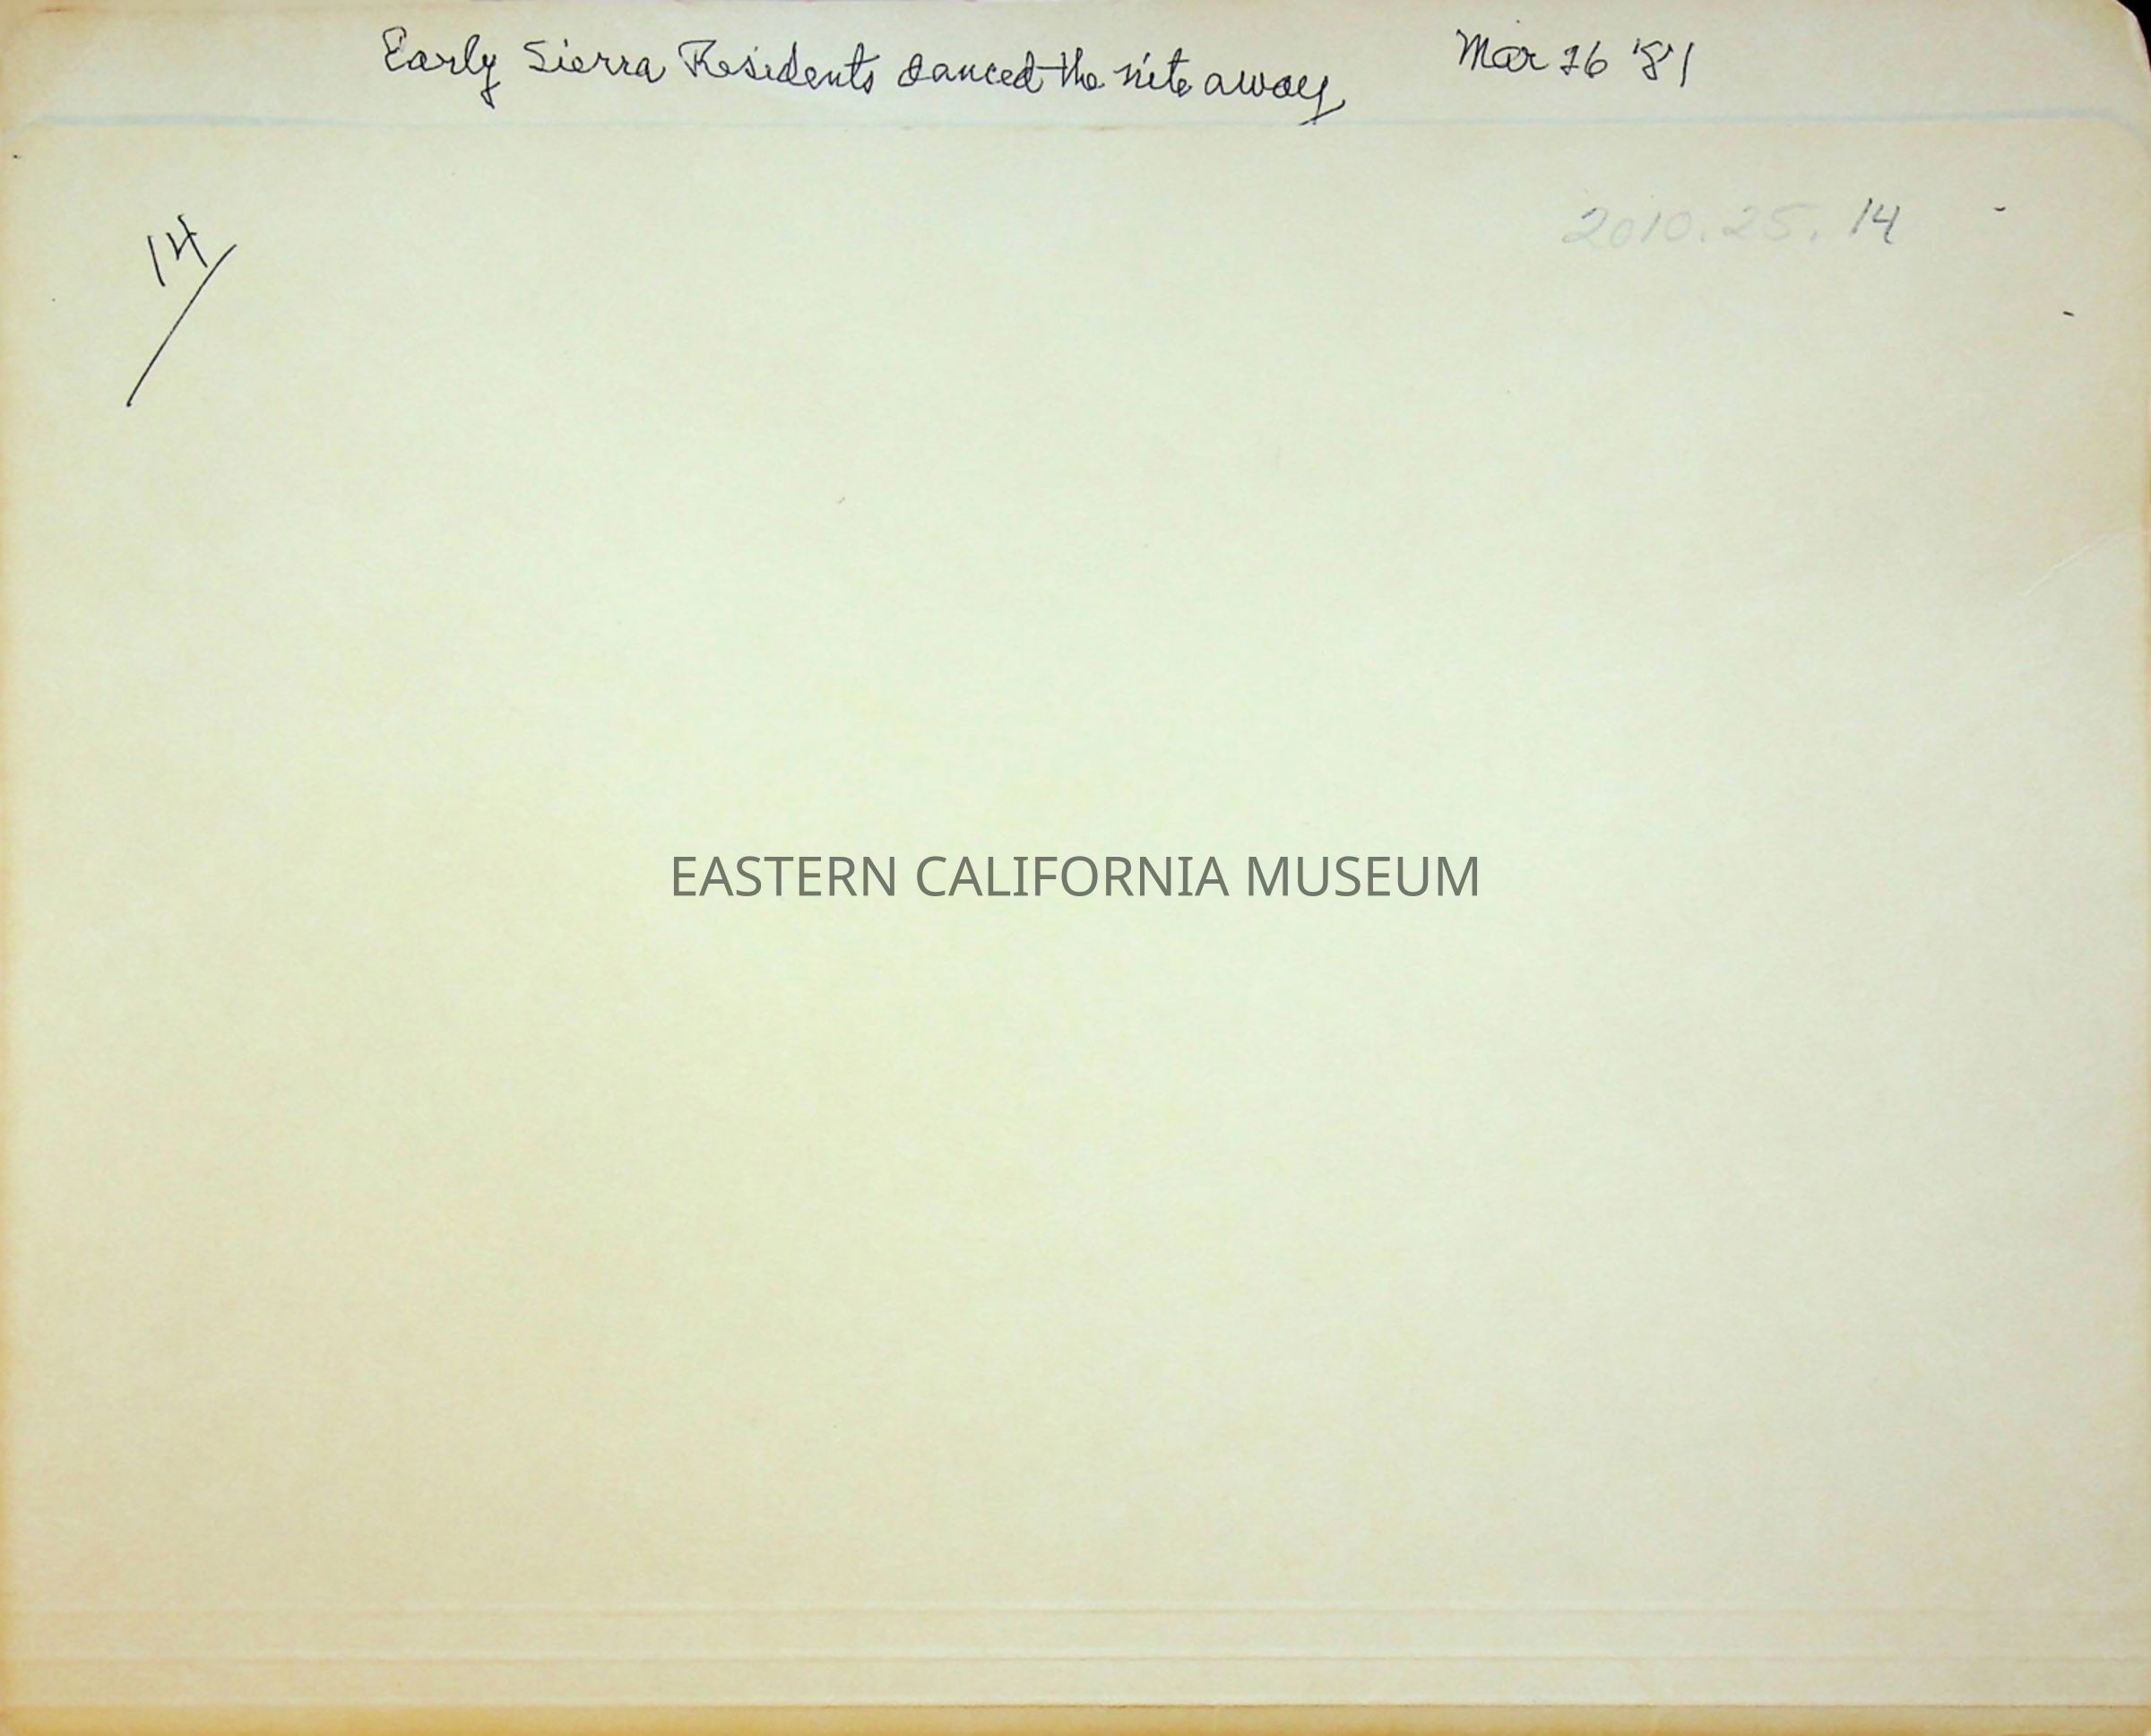 Early Sierra Residents danced the nite away Mar 26 '81
14
2010.25.14
EASTERN CALIFORNIA MUSEUM